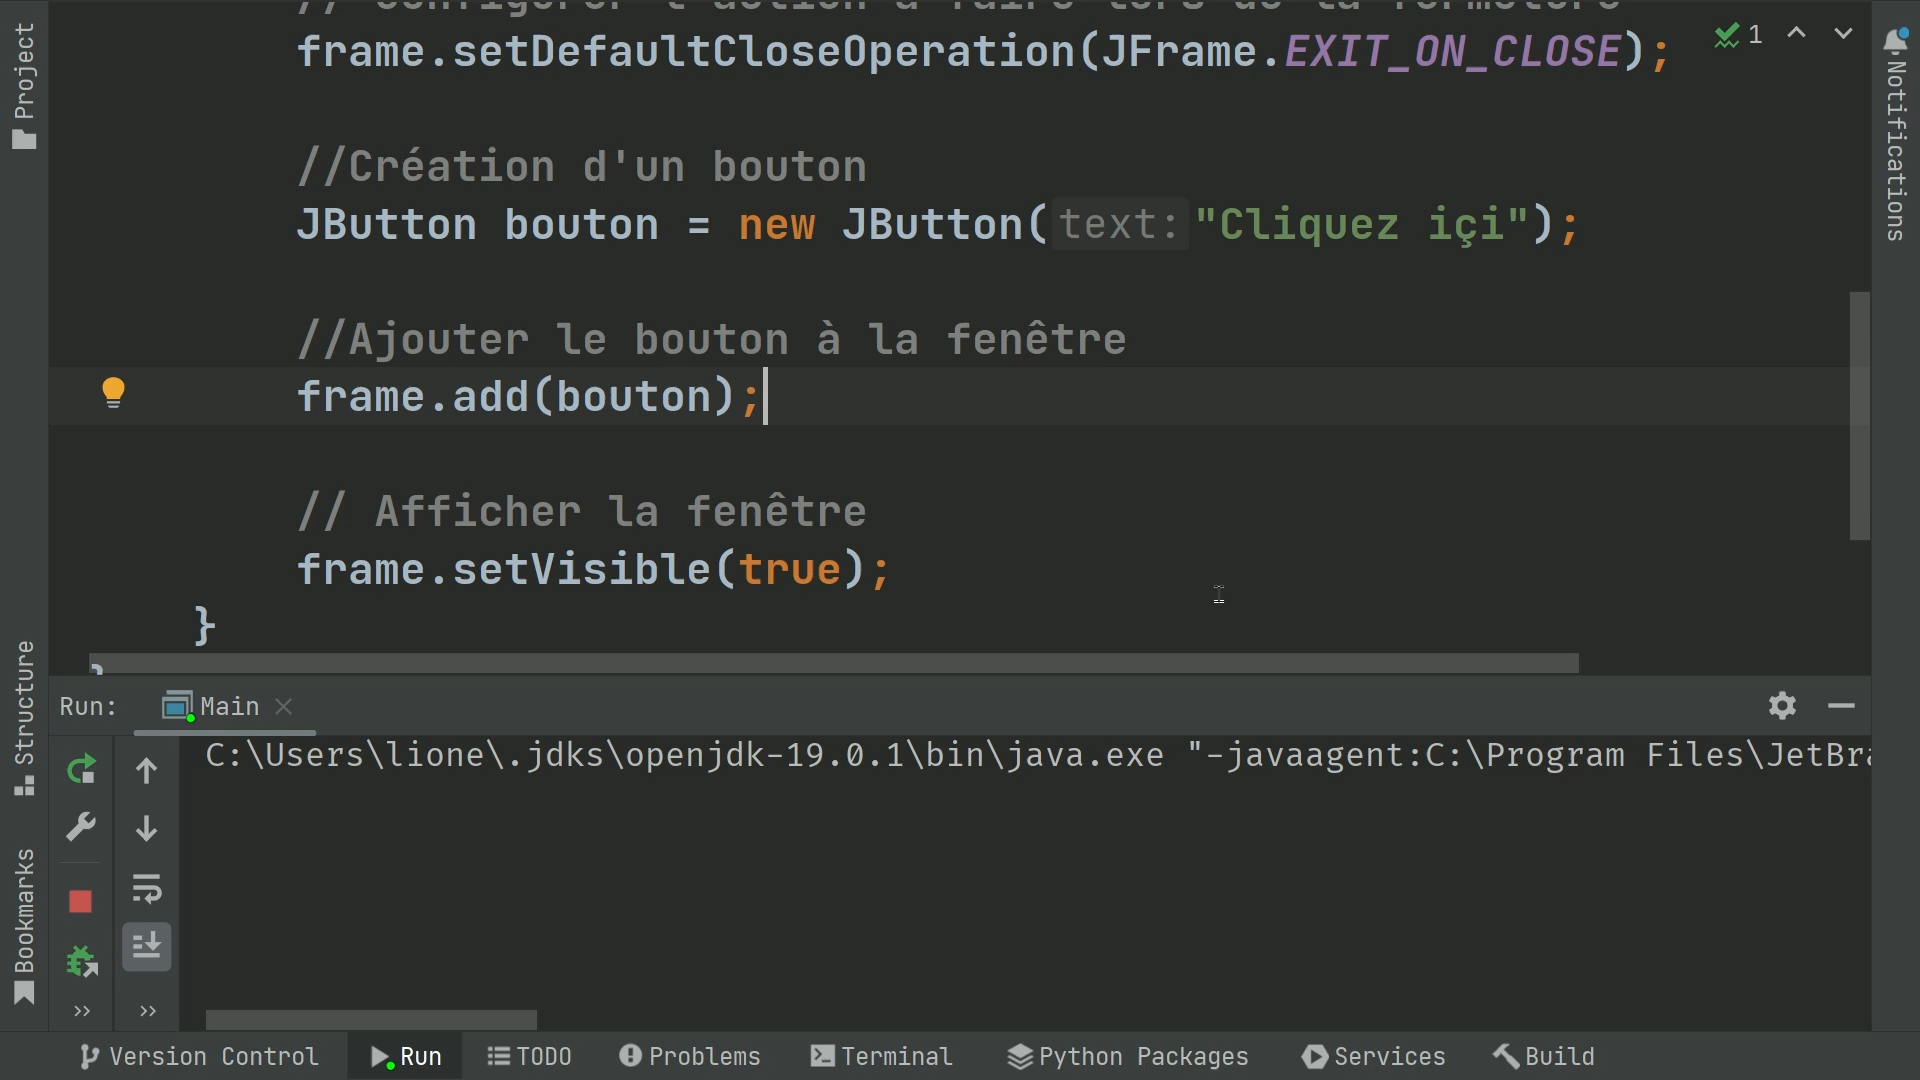 frame.setDefaultCloseOperation(JFrame.EXIT_ON_CLOSE);
1
//Création d'un bouton
JButton bouton = new JButton( text: "Cliquez içi");
//Ajouter le bouton à la fenêtre
frame.add(bouton);
// Afficher la fenêtre
frame.setVisible(true);
}
Project
Structure
Bookmarks
Notifications
Run:
Main
C:\Users\lione\.jdks\openjdk-19.0.1\bin\java.exe "-javaagent:C:\Program Files\JetBra
Version Control
Run
TODO
Problems
Terminal
Python Packages
Services
Build